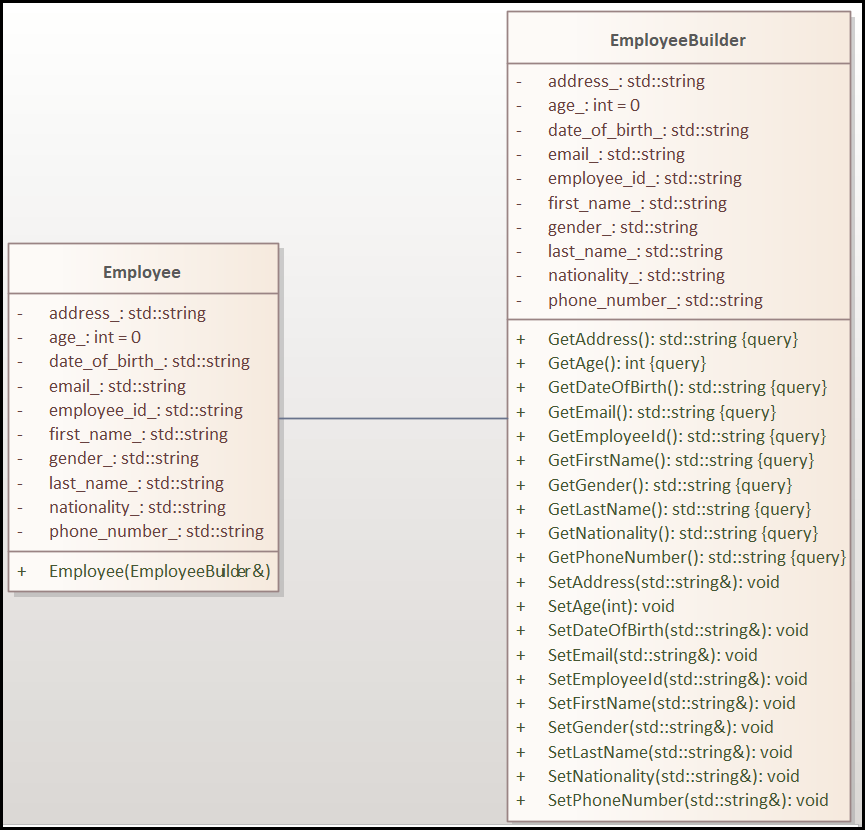 Employee
- address_: std::string
- age_: int = 0
- date_of_birth_: std::string
- email_: std::string
- employee_id_: std::string
- first_name_: std::string
- gender_: std::string
- last_name_: std::string
- nationality_: std::string
- phone_number_: std::string
+ Employee(EmployeeBuilder&)
EmployeeBuilder
- address_: std::string
- age_: int = 0
- date_of_birth_: std::string
- email_: std::string
- employee_id_: std::string
- first_name_: std::string
- gender_: std::string
- last_name_: std::string
- nationality_: std::string
- phone_number_: std::string
+ GetAddress(): std::string {query}
+ GetAge(): int {query}
+ GetDateOfBirth(): std::string {query}
+ GetEmail(): std::string {query}
+ GetEmployeeId(): std::string {query}
+ GetFirstName(): std::string {query}
+ GetGender(): std::string {query}
+ GetLastName(): std::string {query}
+ GetNationality(): std::string {query}
+ GetPhoneNumber(): std::string {query}
+ SetAddress(std::string&): void
+ SetAge(int): void
+ SetDateOfBirth(std::string&): void
+ SetEmail(std::string&): void
+ SetEmployeeId(std::string&): void
+ SetFirstName(std::string&): void
+ SetGender(std::string&): void
+ SetLastName(std::string&): void
+ SetNationality(std::string&): void
+ SetPhoneNumber(std::string&): void